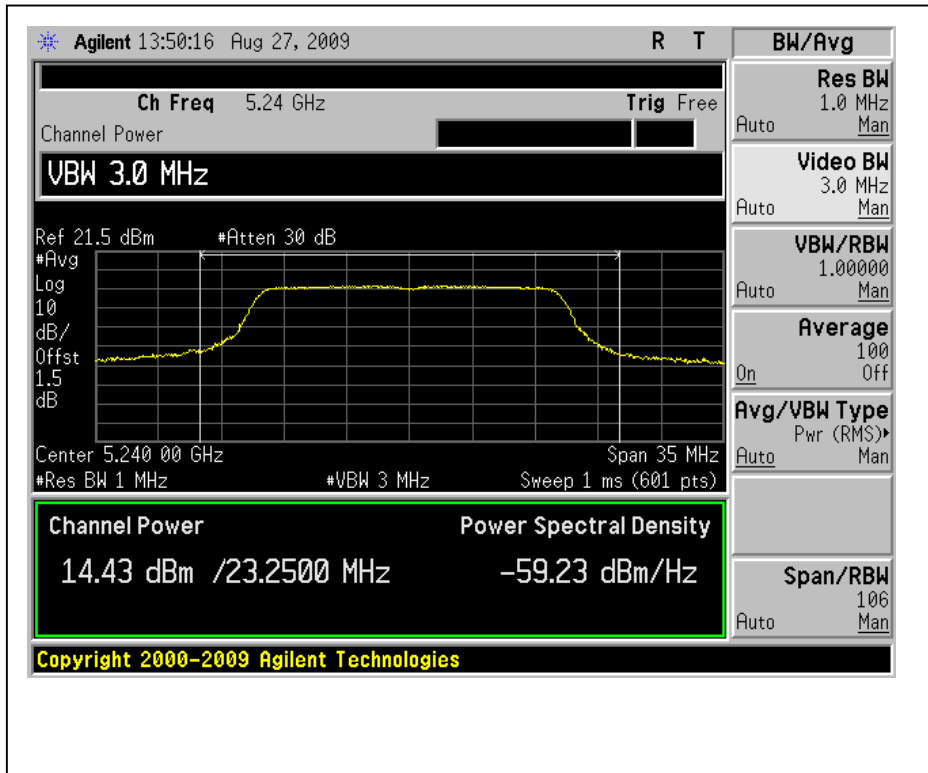 Agilent 13:50:16 Aug 27, 2009 R T
Ch Freq 5.24 GHz Trig Free
Channel Power
VBW 3.0 MHz
Ref 21.5 dBm #Atten 30 dB
#Avg
Log
10
dB/
Offst
1.5
dB
Center 5.240 00 GHz Span 35 MHz
#Res BW 1 MHz #VBW 3 MHz Sweep 1 ms (601 pts)
Channel Power Power Spectral Density
14.43 dBm /23.2500 MHz -59.23 dBm/Hz
Copyright 2000-2009 Agilent Technologies
BW/Avg
Res BW
1.0 MHz
Auto Man
Video BW
3.0 MHz
Auto Man
VBW/RBW
1.00000
Auto Man
Average
100
On Off
Avg/VBW Type
Pwr (RMS)▸
Auto Man
Span/RBW
106
Auto Man